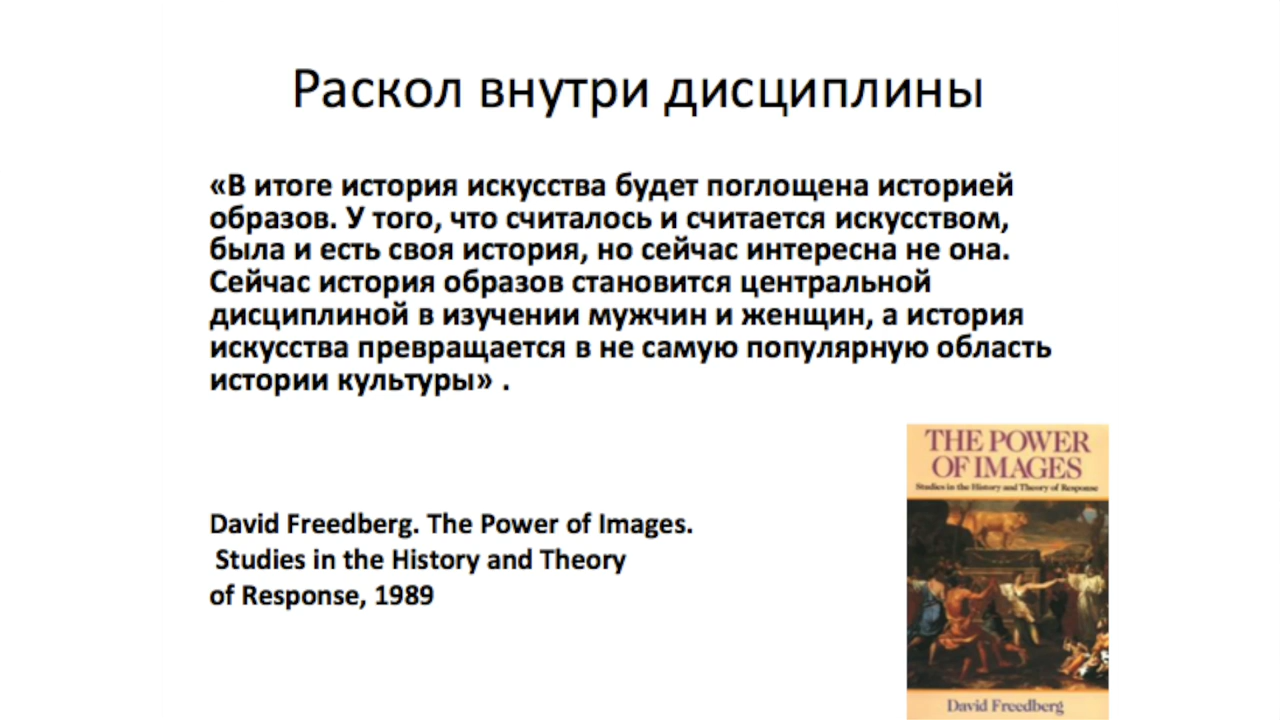 Раскол внутри дисциплины
«В итоге история искусства будет поглощена историей
образов. У того, что считалось и считается искусством,
была и есть своя история, но сейчас интересна не она.
Сейчас история образов становится центральной
дисциплиной в изучении мужчин и женщин, а история
искусства превращается в не самую популярную область
истории культуры» .
David Freedberg. The Power of Images.
Studies in the History and Theory
of Response, 1989
THE POWER
OF IMAGES
Studies in the History and Theory of Response
David Freedberg